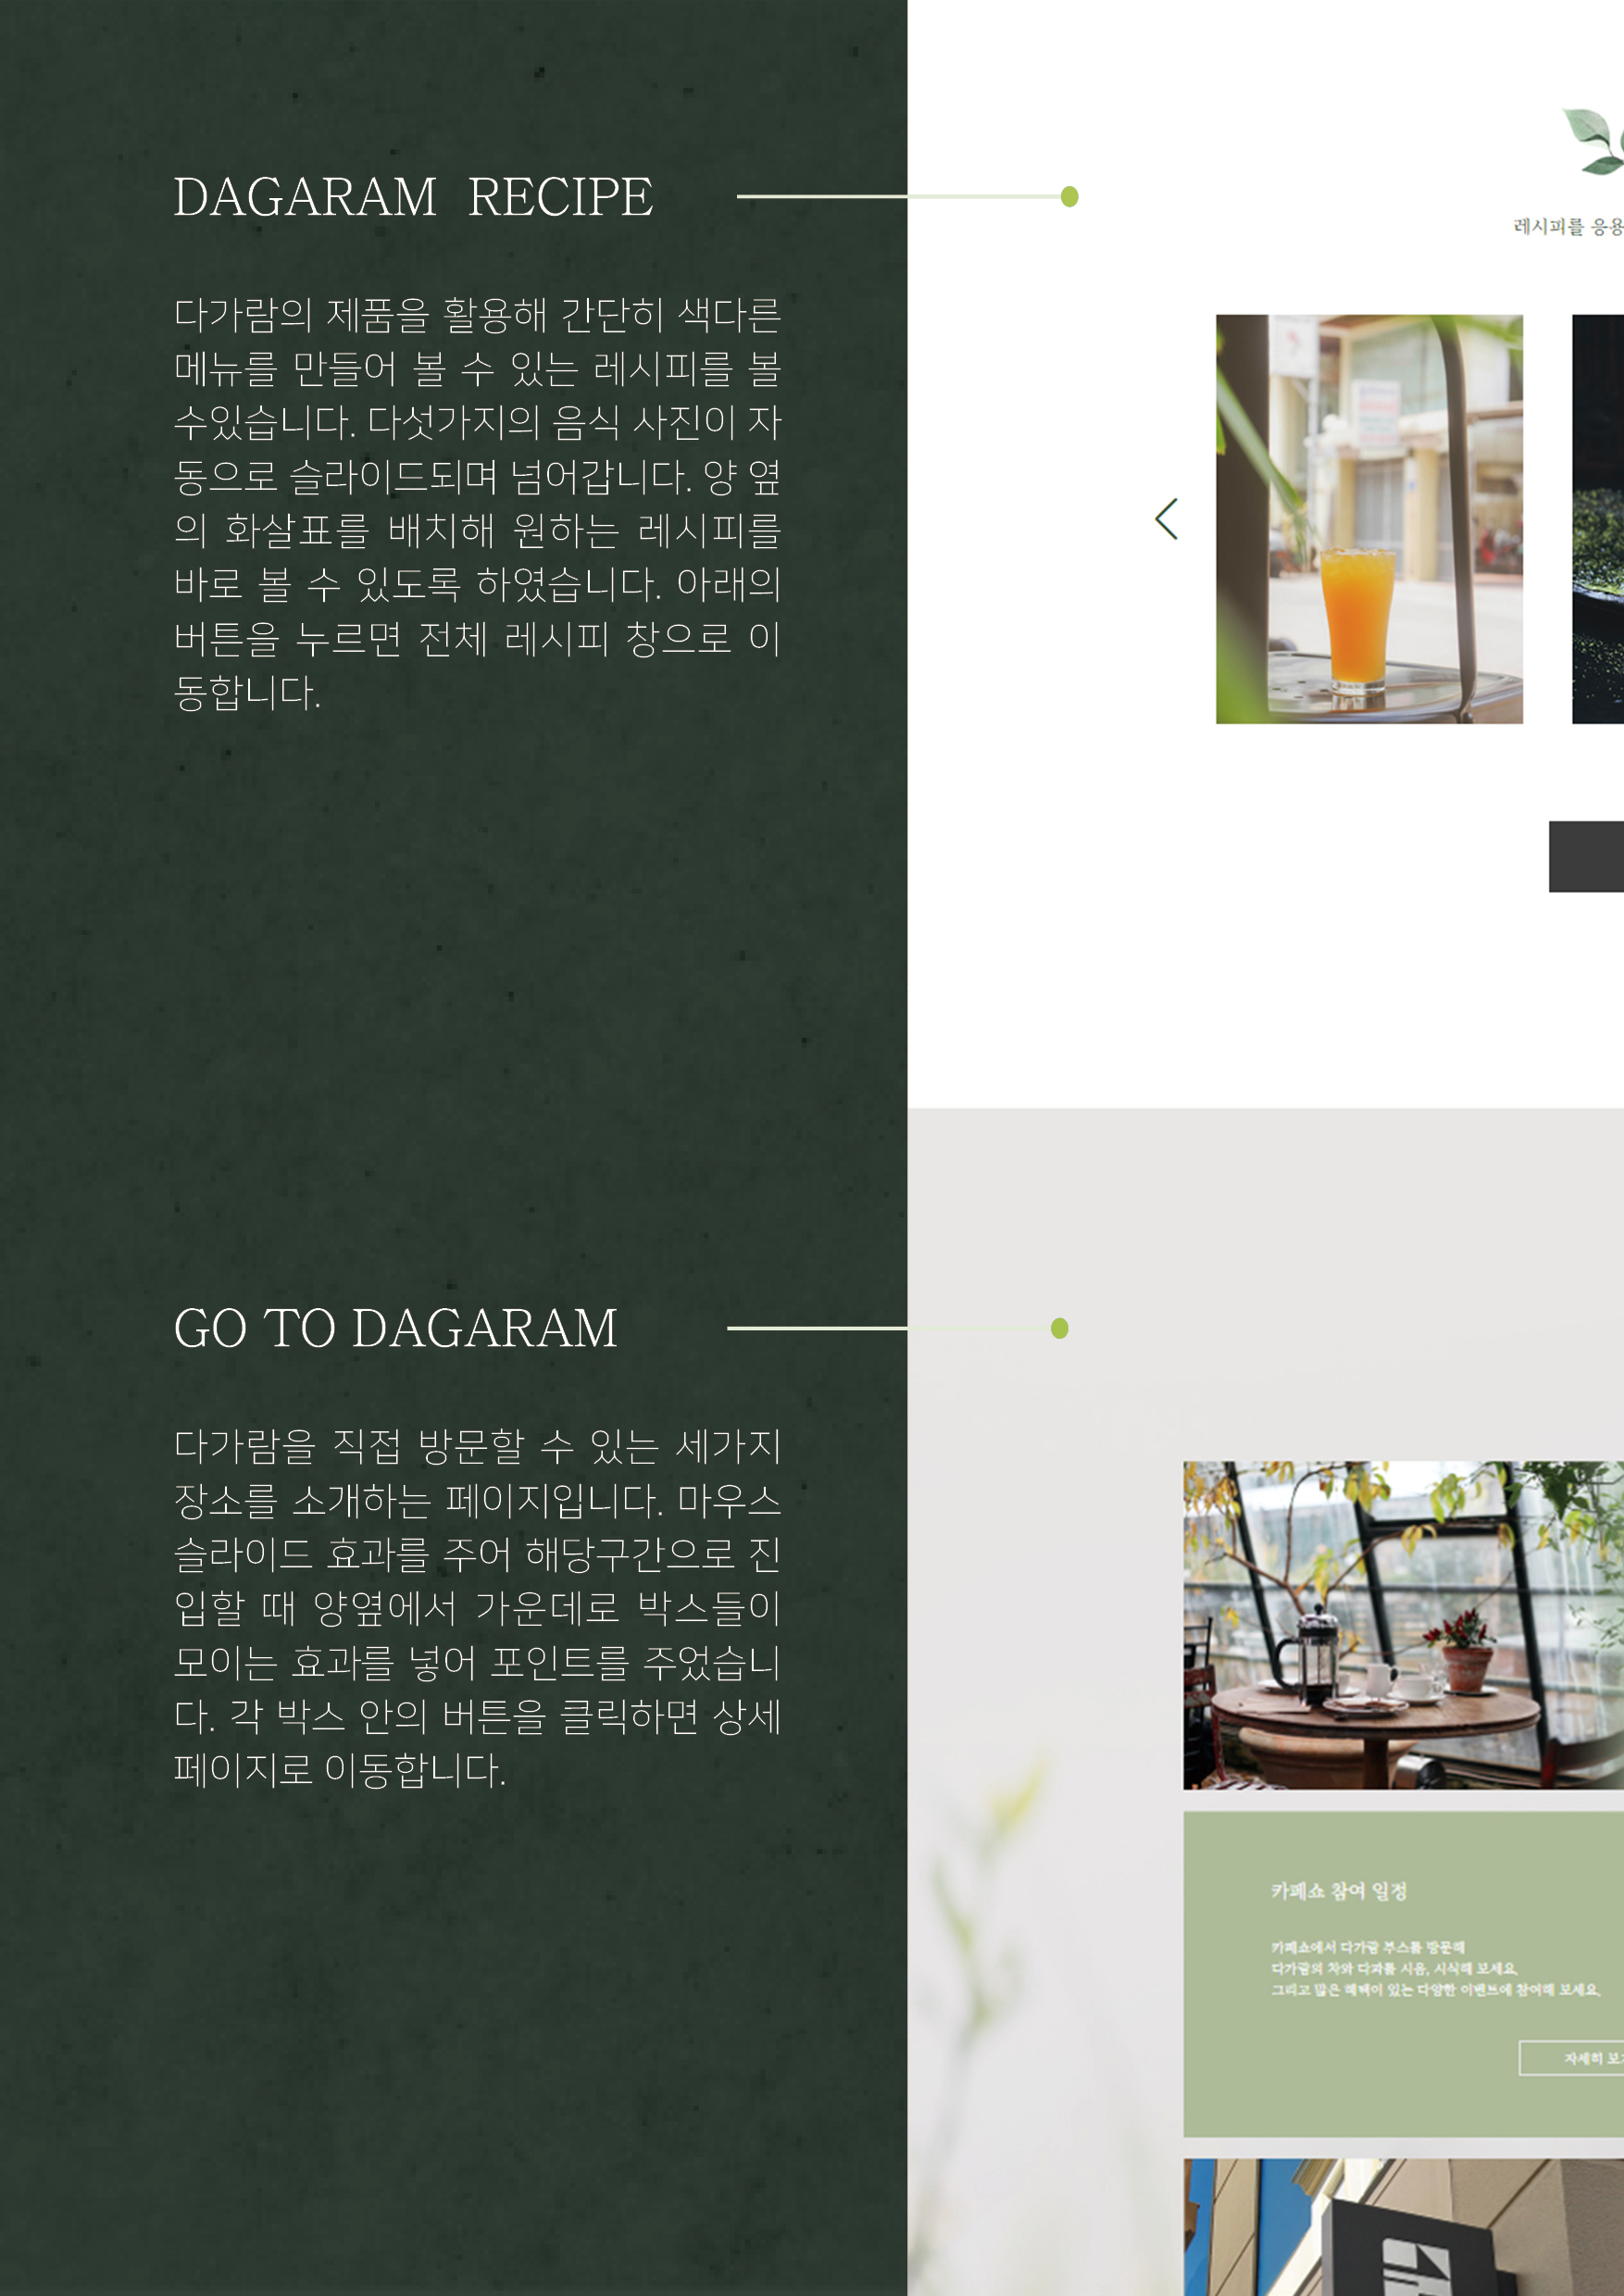 DAGARAM RECIPE
다가람의 제품을 활용해 간단히 색다른
메뉴를 만들어 볼 수 있는 레시피를 볼
수있습니다. 다섯가지의 음식 사진이 자
동으로 슬라이드되며 넘어갑니다. 양 옆
의 화살표를 배치해 원하는 레시피를
바로 볼 수 있도록 하였습니다. 아래의
버튼을 누르면 전체 레시피 창으로 이
동합니다.
레시피를 응용
GO TO DAGARAM
다가람을 직접 방문할 수 있는 세가지
장소를 소개하는 페이지입니다. 마우스
슬라이드 효과를 주어 해당구간으로 진
입할 때 양옆에서 가운데로 박스들이
모이는 효과를 넣어 포인트를 주었습니
다. 각 박스 안의 버튼을 클릭하면 상세
페이지로 이동합니다.
카페쇼 참여 일정
카페쇼에서 다가람 부스를 방문해
다가람의 차와 다과를 시음, 시식해 보세요.
그리고 많은 혜택이 있는 다양한 이벤트에 참여해 보세요.
자세히